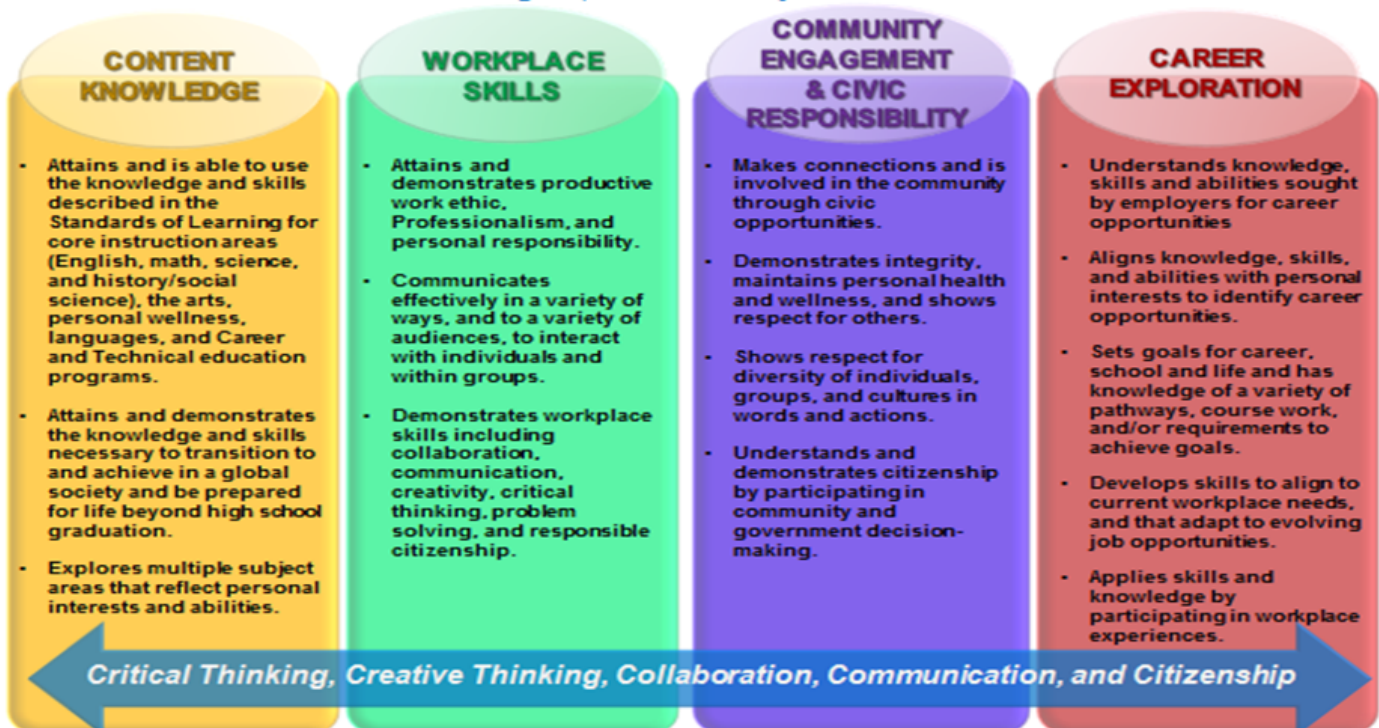 CONTENT
KNOWLEDGE
• Attains and is able to use
the knowledge and skills
described in the
Standards of Learning for
core instruction areas
(English, math, science,
and history/social
science), the arts,
personal wellness,
languages, and Career
and Technical education
programs.
• Attains and demonstrates
the knowledge and skills
necessary to transition to
and achieve in a global
society and be prepared
for life beyond high school
graduation.
• Explores multiple subject
areas that reflect personal
interests and abilities.
WORKPLACE
SKILLS
• Attains and
demonstrates productive
work ethic,
Professionalism, and
personal responsibility.
• Communicates
effectively in a variety of
ways, and to a variety of
audiences, to interact
with individuals and
within groups.
• Demonstrates workplace
skills including
collaboration,
communication,
creativity, critical
thinking, problem
solving, and responsible
citizenship.
COMMUNITY
ENGAGEMENT
& CIVIC
RESPONSIBILITY
• Makes connections and is
involved in the community
through civic
opportunities.
• Demonstrates integrity,
maintains personal health
and wellness, and shows
respect for others.
• Shows respect for
diversity of individuals,
groups, and cultures in
words and actions.
• Understands and
demonstrates citizenship
by participating in
community and
government decision-
making.
CAREER
EXPLORATION
• Understands knowledge,
skills and abilities sought
by employers for career
opportunities
• Aligns knowledge, skills,
and abilities with personal
interests to identify career
opportunities.
• Sets goals for career,
school and life and has
knowledge of a variety of
pathways, course work,
and/or requirements to
achieve goals.
• Develops skills to align to
current workplace needs,
and that adapt to evolving
job opportunities.
• Applies skills and
knowledge by
participating in workplace
experiences.
Critical Thinking, Creative Thinking, Collaboration, Communication, and Citizenship